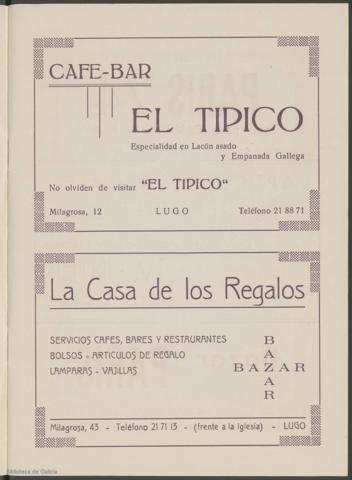 CAFE-BAR
EL TIPICO
Especialidad en Lacón asado
y Empanada Gallega
No olviden de visitar "EL TIPICO"
Milagrosa, 12 LUGO Teléfono 21 88 71
La Casa de los Regalos
SERVICIOS CAFES, BARES Y RESTAURANTES
BOLSOS - ARTICULOS DE REGALO
LAMPARAS - VAJILLAS
BAZAR
BAZAR
Milagrosa, 43 - Teléfono 21 71 13 - (frente a la iglesia) - LUGO
Biblioteca de Galicia